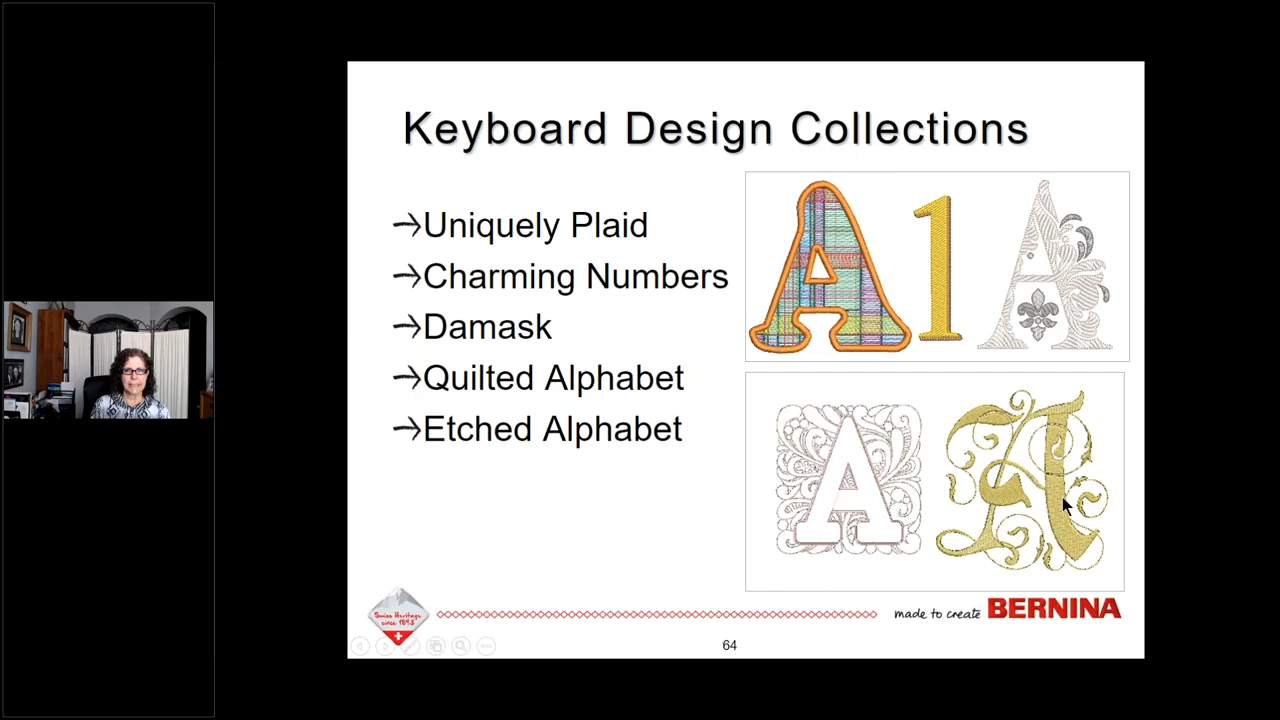 Keyboard Design Collections
Uniquely Plaid
Charming Numbers
Damask
Quilted Alphabet
Etched Alphabet
A 1 A
A A
Swiss Heritage
since 1893
made to create BERNINA
64